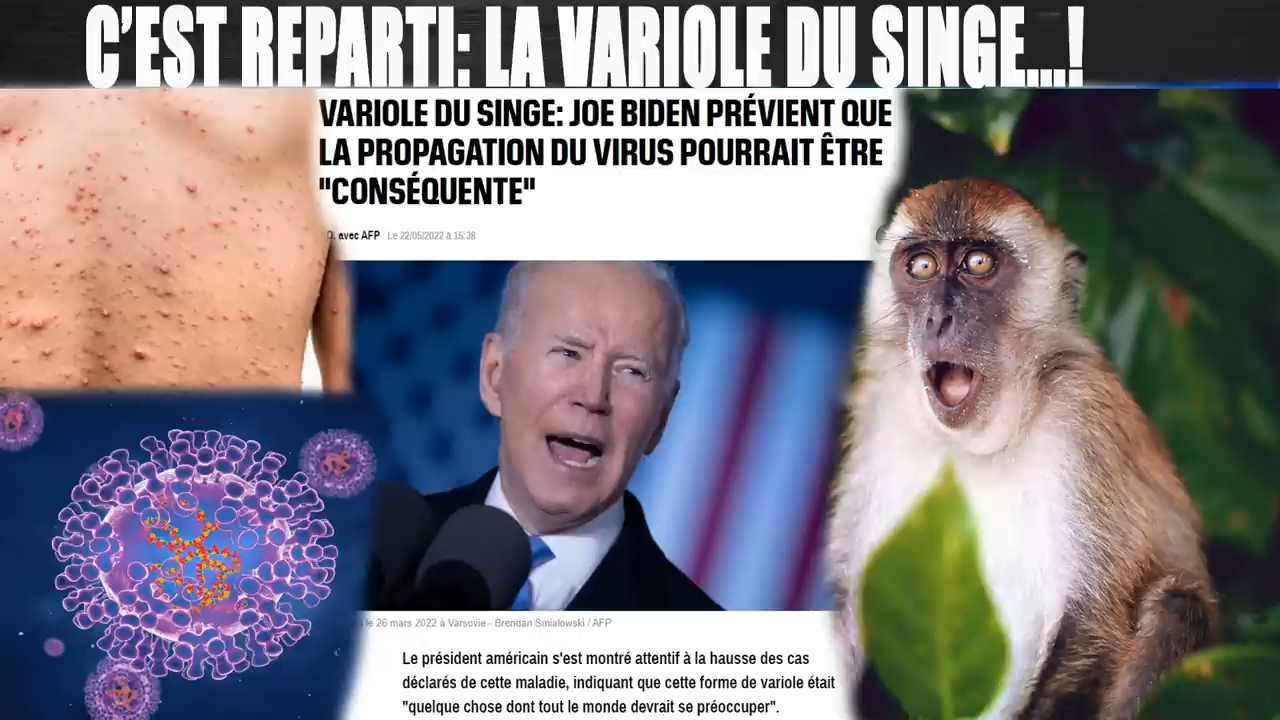 C'EST REPARTI: LA VARIOLE DU SINGE...!
VARIOLE DU SINGE: JOE BIDEN PRÉVIENT QUE
LA PROPAGATION DU VIRUS POURRAIT ÊTRE
"CONSÉQUENTE"
avec AFP Le 22/05/2022 à 15:38
le 26 mars 2022 à Varsovie - Brendan Smialowski / AFP
Le président américain s'est montré attentif à la hausse des cas
déclarés de cette maladie, indiquant que cette forme de variole était
"quelque chose dont tout le monde devrait se préoccuper".